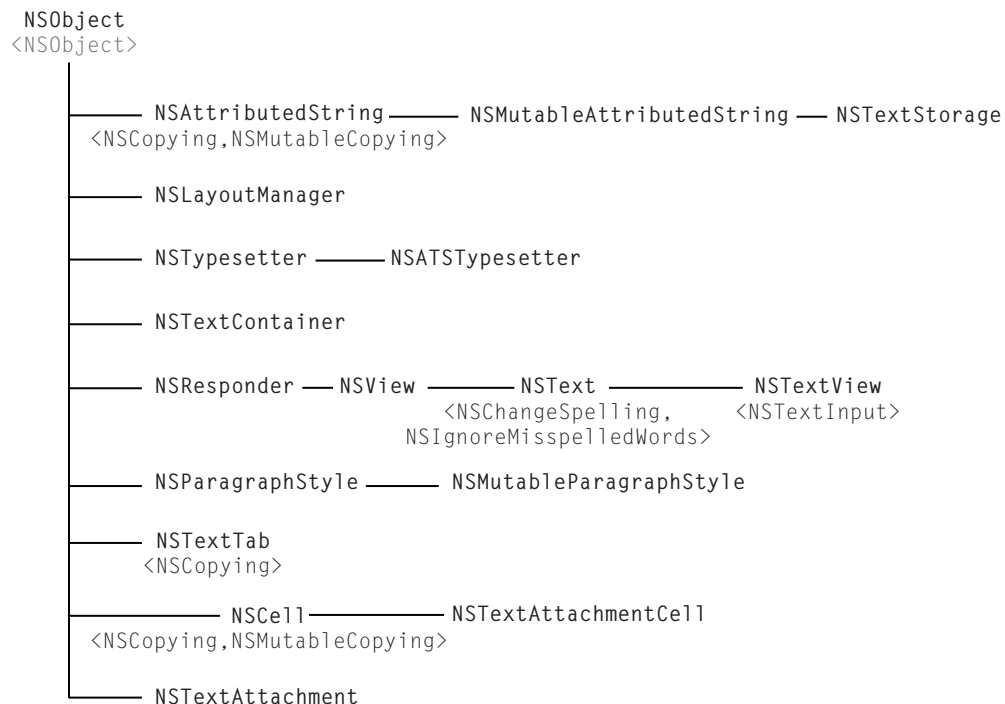 NSObject
<NSObject>
NSAttributedString NSMutableAttributedString NSTextStorage
<NSCopying,NSMutableCopying>
NSLayoutManager
NSTypesetter NSATSTypesetter
NSTextContainer
NSResponder NSView NSText NSTextView
<NSChangeSpelling, <NSTextInput>
NSIgnoreMisspelledWords>
NSParagraphStyle NSMutableParagraphStyle
NSTextTab
<NSCopying>
NSCell NSTextAttachmentCell
<NSCopying,NSMutableCopying>
NSTextAttachment